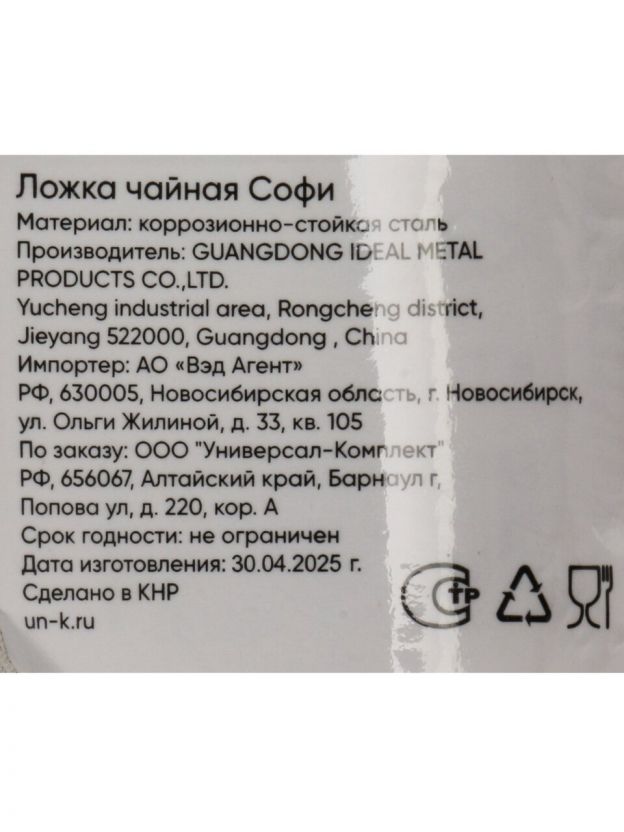 Ложка чайная Софи
Материал: коррозионно-стойкая сталь
Производитель: GUANGDONG IDEAL METAL
PRODUCTS CO.,LTD.
Yucheng industrial area, Rongcheng district,
Jieyang 522000, Guangdong , China
Импортер: АО «Вэд Агент»
РФ, 630005, Новосибирская область, г. Новосибирск,
ул. Ольги Жилиной, д. 33, кв. 105
По заказу: ООО "Универсал-Комплект"
РФ, 656067, Алтайский край, Барнаул г,
Попова ул, д. 220, кор. А
Срок годности: не ограничен
Дата изготовления: 30.04.2025 г.
Сделано в КНР
un-k.ru
СТР